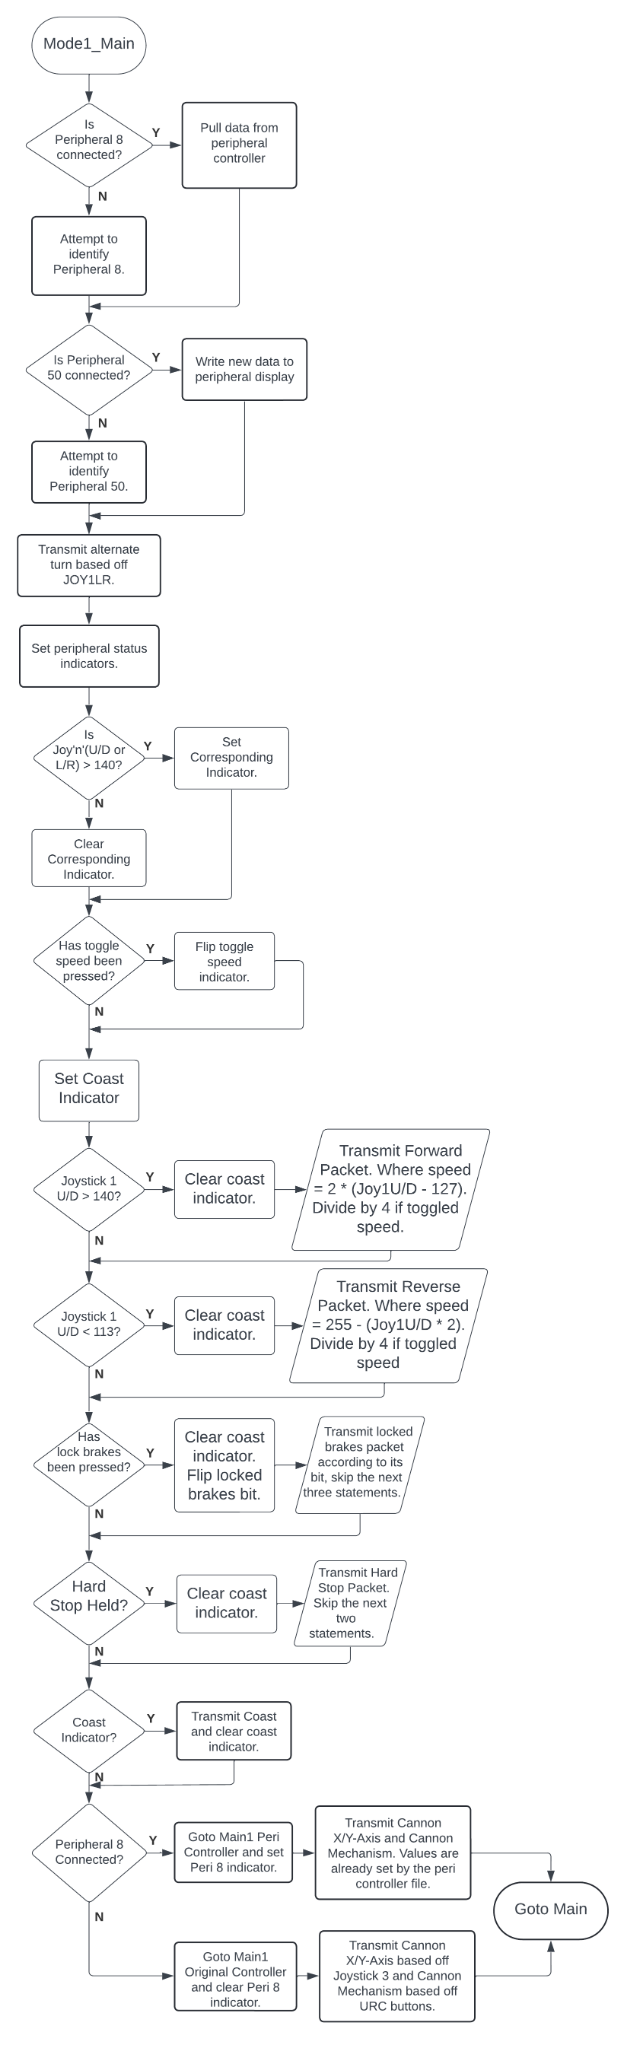 Mode1_Main
Is
Peripheral 8
connected?
Y
Pull data from
peripheral
controller
N
Attempt to
identify
Peripheral 8.
Is Peripheral
50 connected?
Y
Write new data to
peripheral display
N
Attempt to
identify
Peripheral 50.
Transmit alternate
turn based off
JOY1LR.
Set peripheral status
indicators.
Is
Joy'n'(U/D or
L/R) > 140?
Y
Set
Corresponding
Indicator.
N
Clear
Corresponding
Indicator.
Has toggle
speed been
pressed?
Y
Flip toggle
speed
indicator.
N
Set Coast
Indicator
Joystick 1
U/D > 140?
Y
Clear coast
indicator.
Transmit Forward
Packet. Where speed
= 2 * (Joy1U/D - 127).
Divide by 4 if toggled
speed.
N
Joystick 1
U/D < 113?
Y
Clear coast
indicator.
Transmit Reverse
Packet. Where speed
= 255 - (Joy1U/D * 2).
Divide by 4 if toggled
speed
N
Has
lock brakes
been pressed?
Y
Clear coast
indicator.
Flip locked
brakes bit.
Transmit locked
brakes packet
according to its
bit, skip the next
three statements.
N
Hard
Stop Held?
Y
Clear coast
indicator.
Transmit Hard
Stop Packet.
Skip the next
two
statements.
N
Coast
Indicator?
Y
Transmit Coast
and clear coast
indicator.
N
Peripheral 8
Connected?
Y
Goto Main1 Peri
Controller and set
Peri 8 indicator.
Transmit Cannon
X/Y-Axis and Cannon
Mechanism. Values are
already set by the peri
controller file.
Goto Main
N
Goto Main1
Original Controller
and clear Peri 8
indicator.
Transmit Cannon
X/Y-Axis based off
Joystick 3 and Cannon
Mechanism based off
URC buttons.